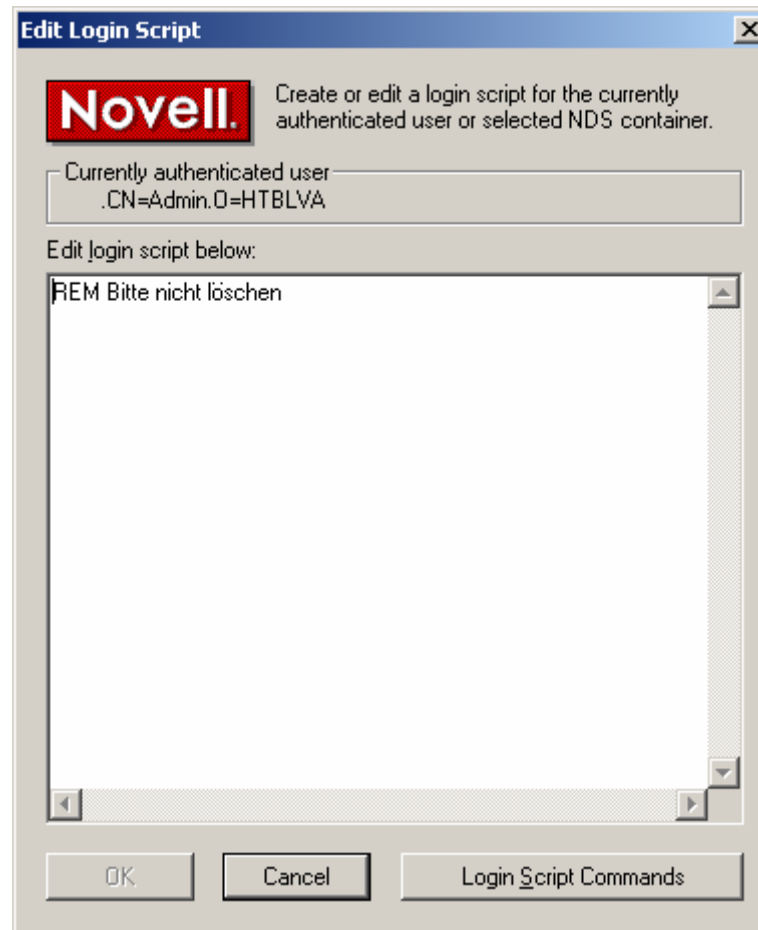 Edit Login Script
Novell.
Create or edit a login script for the currently
authenticated user or selected NDS container.
Currently authenticated user
.CN=Admin.O=HTBLVA
Edit login script below:
REM Bitte nicht löschen
OK
Cancel
Login Script Commands